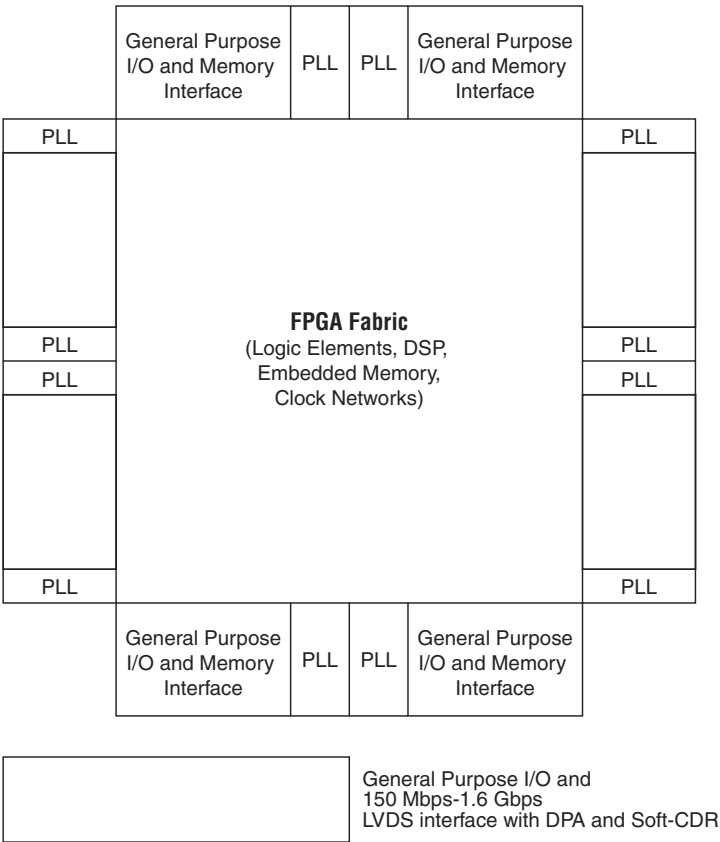 General Purpose
I/O and Memory
Interface
PLL
PLL
General Purpose
I/O and Memory
Interface
PLL
PLL
FPGA Fabric
(Logic Elements, DSP,
Embedded Memory,
Clock Networks)
PLL
PLL
PLL
PLL
PLL
PLL
General Purpose
I/O and Memory
Interface
PLL
PLL
General Purpose
I/O and Memory
Interface
General Purpose I/O and
150 Mbps-1.6 Gbps
LVDS interface with DPA and Soft-CDR